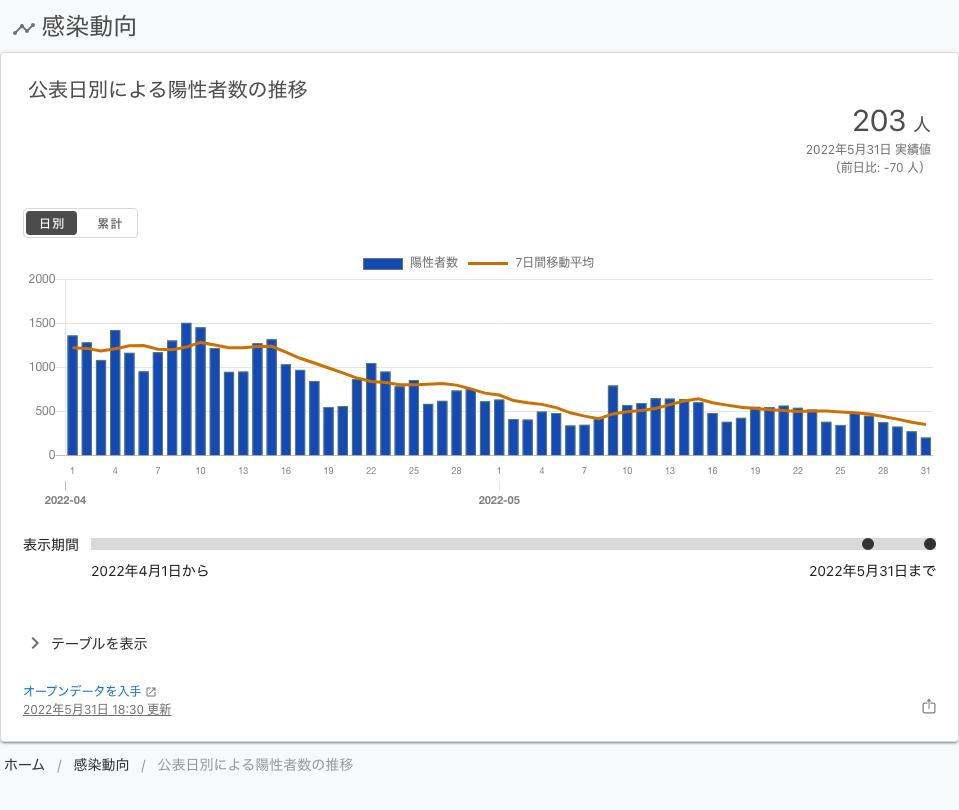 感染動向
公表日別による陽性者数の推移
203 人
2022年5月31日 実績値
（前日比: -70 人）
日別 累計
陽性者数 7日間移動平均
2000
1500
1000
500
0
1 4 7 10 13 16 19 22 25 28 1 4 7 10 13 16 19 22 25 28 31
2022-04 2022-05
表示期間
2022年4月1日から 2022年5月31日まで
テーブルを表示
オープンデータを入手
2022年5月31日 18:30 更新
ホーム / 感染動向 / 公表日別による陽性者数の推移